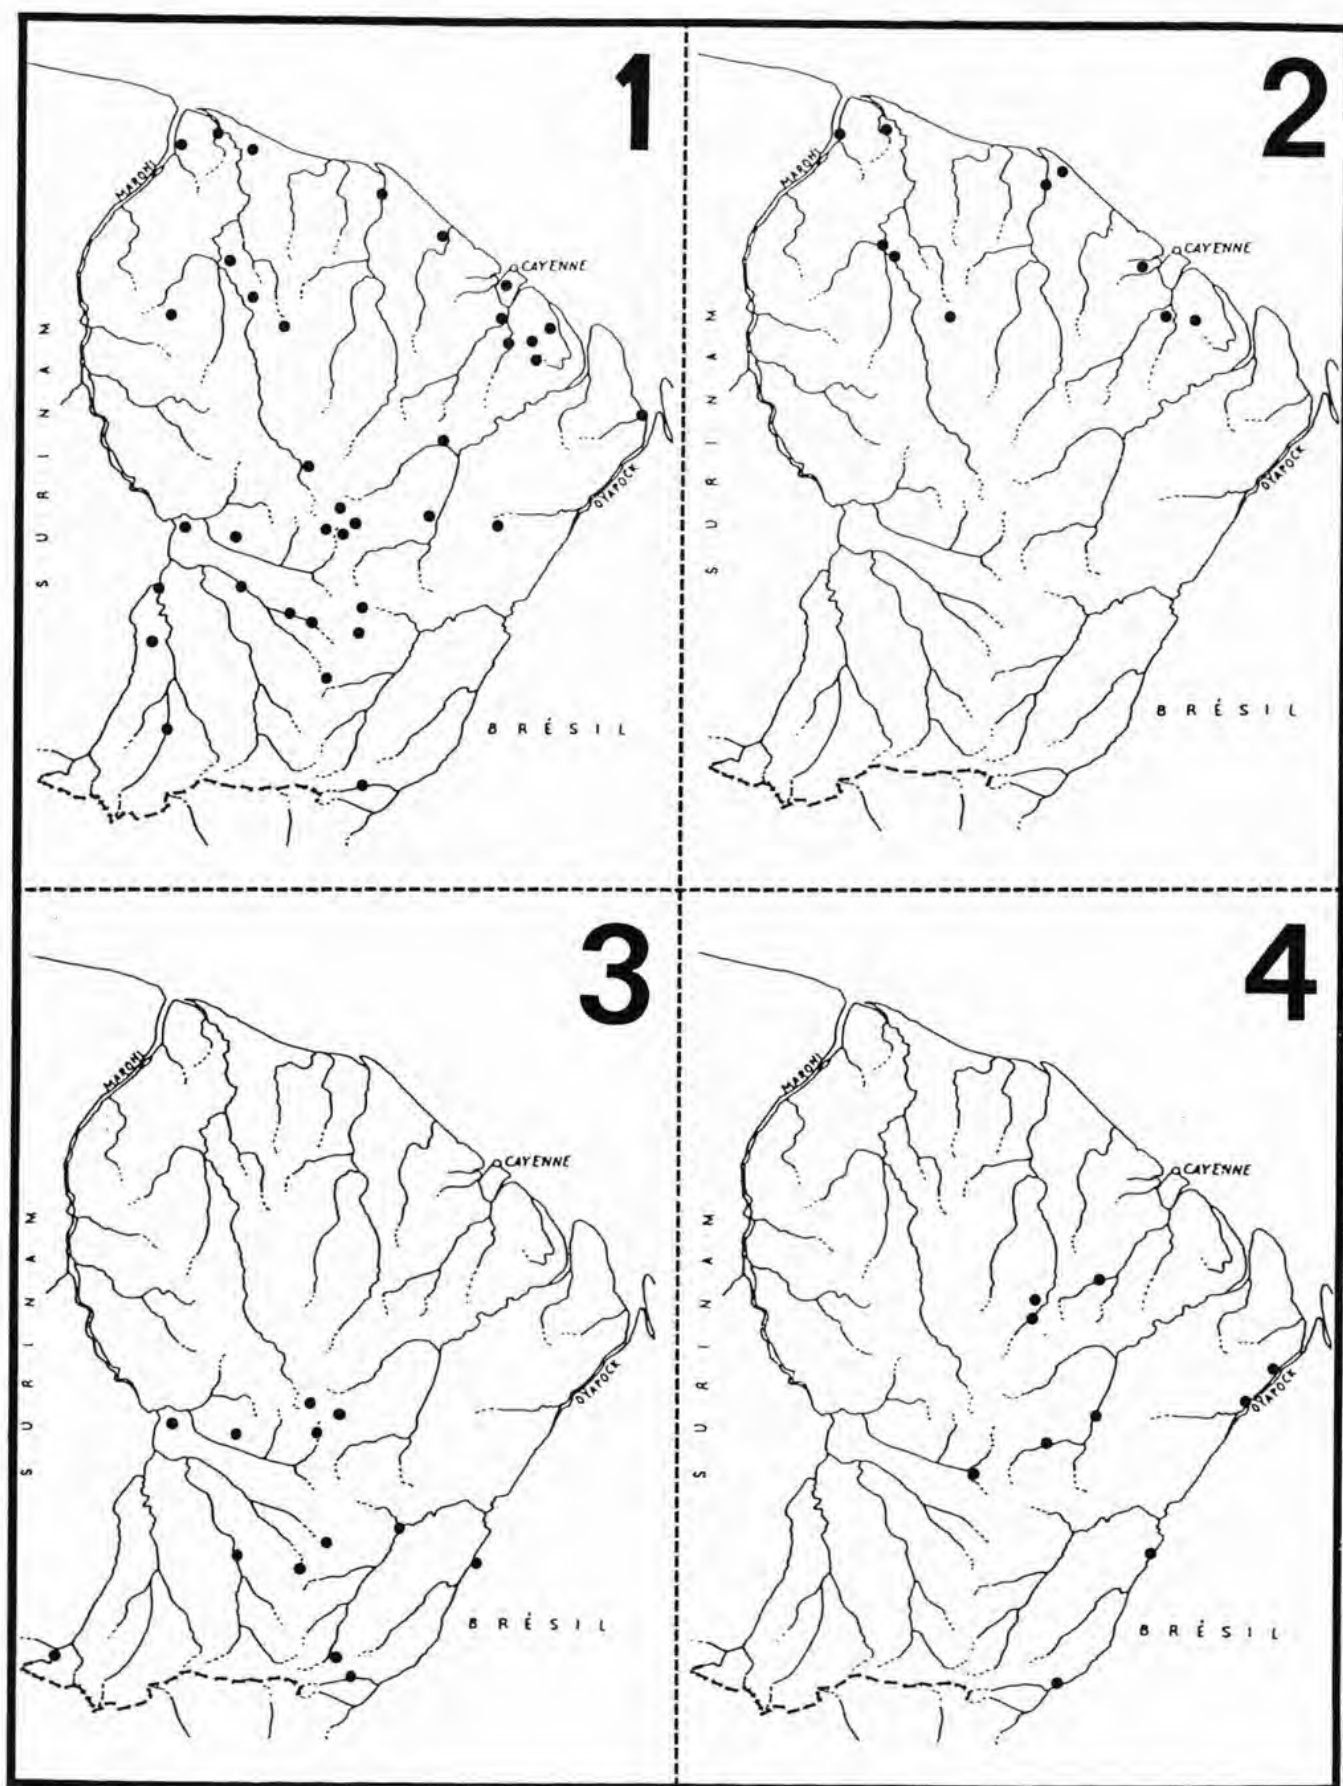 1
MARONI
CAYENNE
SURINAM
OYAPOCK
BRÉSIL
2
MARONI
CAYENNE
SURINAM
OYAPOCK
BRÉSIL
3
MARONI
CAYENNE
SURINAM
OYAPOCK
BRÉSIL
4
MARONI
CAYENNE
SURINAM
OYAPOCK
BRÉSIL